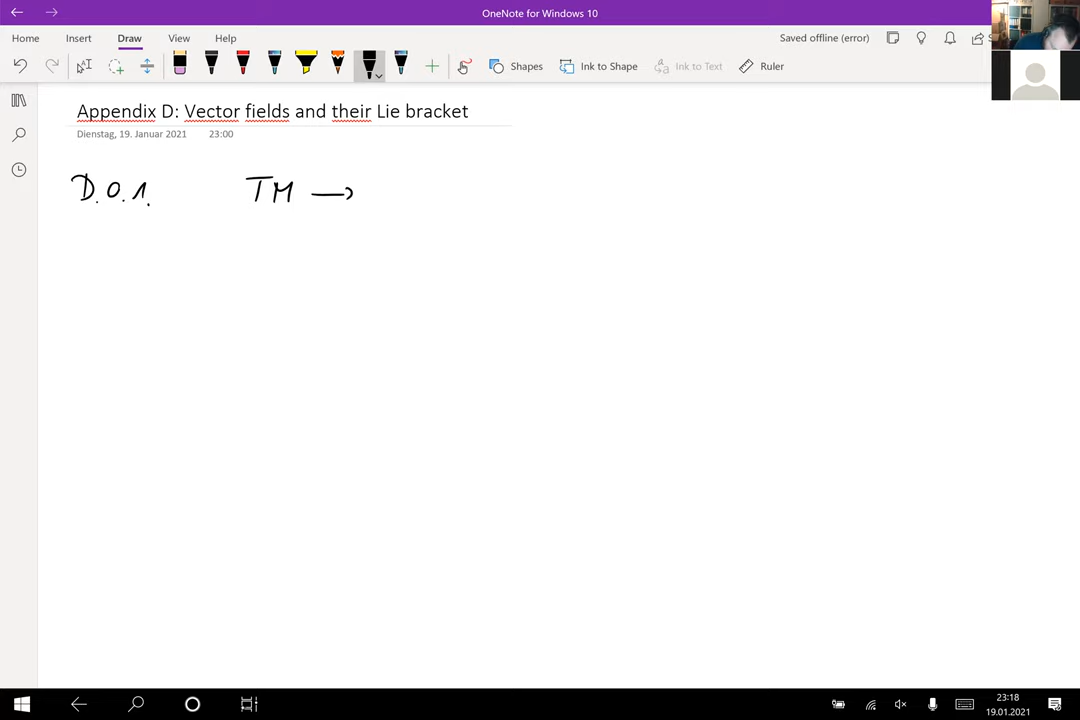 OneNote for Windows 10
Home Insert Draw View Help
Saved offline (error)
Shapes Ink to Shape Ink to Text Ruler
Appendix D: Vector fields and their Lie bracket
Dienstag, 19. Januar 2021 23:00
D.0.1. TM →
23:18
19.01.2021